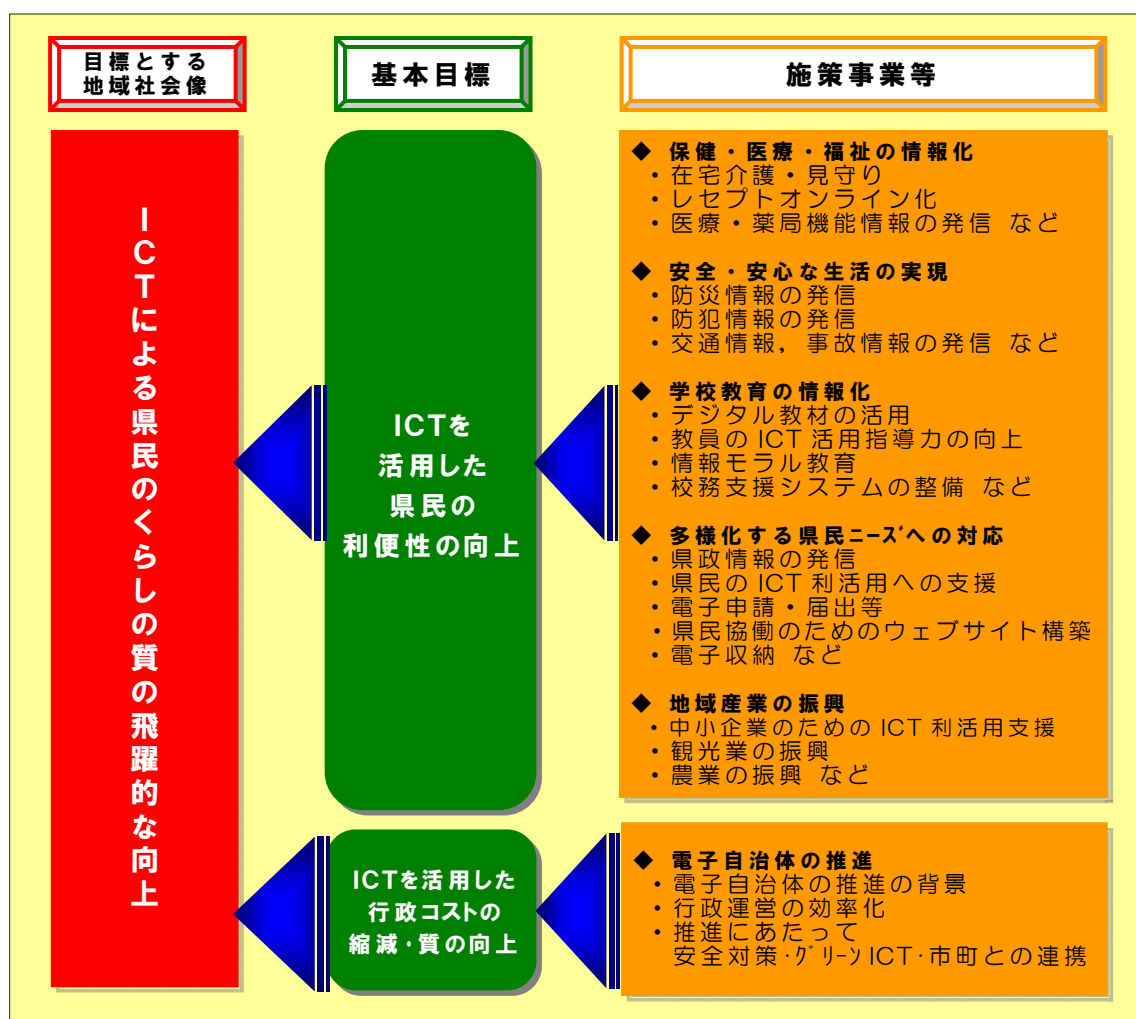 目標とする
地域社会像
基本目標
施策事業等
ICTによる県民のくらしの質の飛躍的な向上
ICTを
活用した
県民の
利便性の向上
◆ 保健・医療・福祉の情報化
・在宅介護・見守り
・レセプトオンライン化
・医療・薬局機能情報の発信 など
◆ 安全・安心な生活の実現
・防災情報の発信
・防犯情報の発信
・交通情報，事故情報の発信 など
◆ 学校教育の情報化
・デジタル教材の活用
・教員のICT活用指導力の向上
・情報モラル教育
・校務支援システムの整備 など
◆ 多様化する県民ﾆｰｽﾞへの対応
・県政情報の発信
・県民のICT利活用への支援
・電子申請・届出等
・県民協働のためのウェブサイト構築
・電子収納 など
◆ 地域産業の振興
・中小企業のためのICT利活用支援
・観光業の振興
・農業の振興 など
ICTを活用した
行政コストの
縮減･質の向上
◆ 電子自治体の推進
・電子自治体の推進の背景
・行政運営の効率化
・推進にあたって
安全対策･ｸﾞﾘｰﾝICT･市町との連携